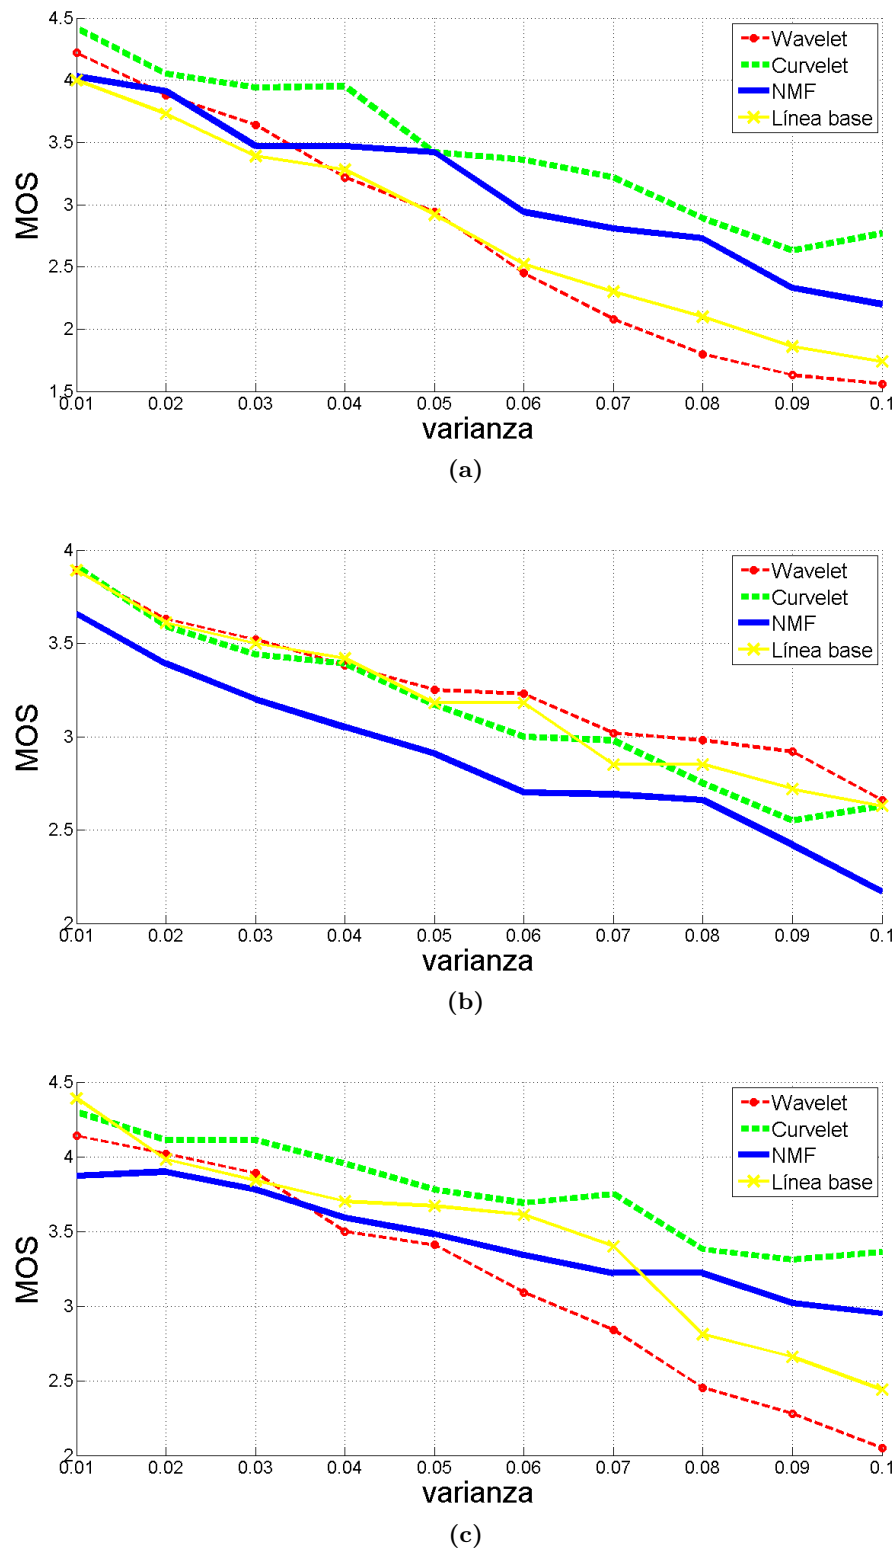 4.5
4
3.5
3
2.5
2
1.5
MOS
Wavelet
Curvelet
NMF
Línea base
0.01 0.02 0.03 0.04 0.05 0.06 0.07 0.08 0.09 0.1
varianza
(a)
4
3.5
3
2.5
2
MOS
Wavelet
Curvelet
NMF
Línea base
0.01 0.02 0.03 0.04 0.05 0.06 0.07 0.08 0.09 0.1
varianza
(b)
4.5
4
3.5
3
2.5
2
MOS
Wavelet
Curvelet
NMF
Línea base
0.01 0.02 0.03 0.04 0.05 0.06 0.07 0.08 0.09 0.1
varianza
(c)